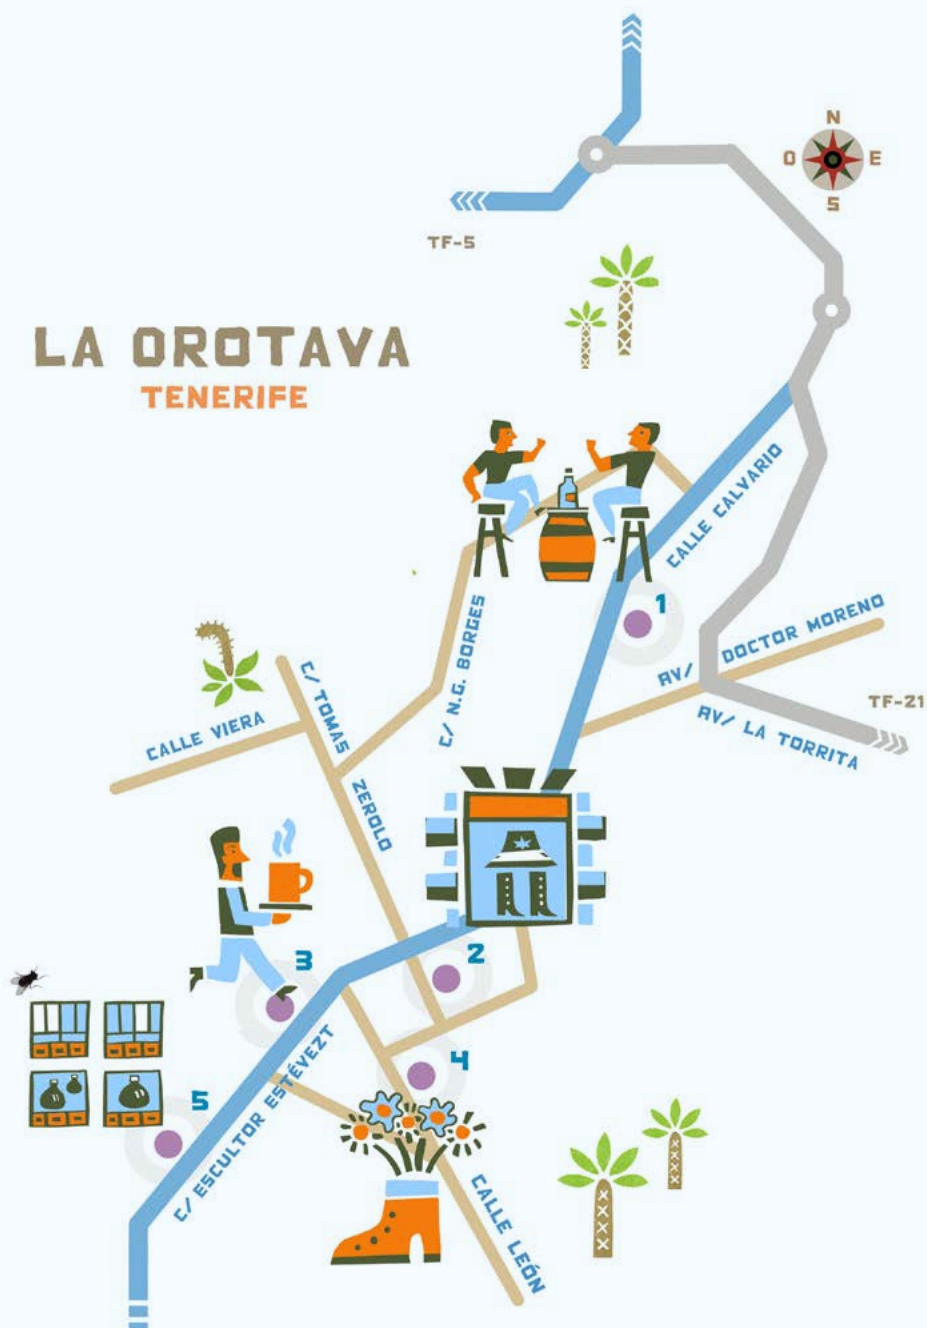 N
O E
S
TF-5
LA OROTAVA
TENERIFE
CALLE CALVARIO
1
C/ N.G. BORGES
AV/ DOCTOR MORENO
C/ TOMAS ZEROLO
CALLE VIERA
TF-21
AV/ LA TORRITA
3
2
4
5
C/ ESCULTOR ESTÉVEZT
CALLE LEÓN